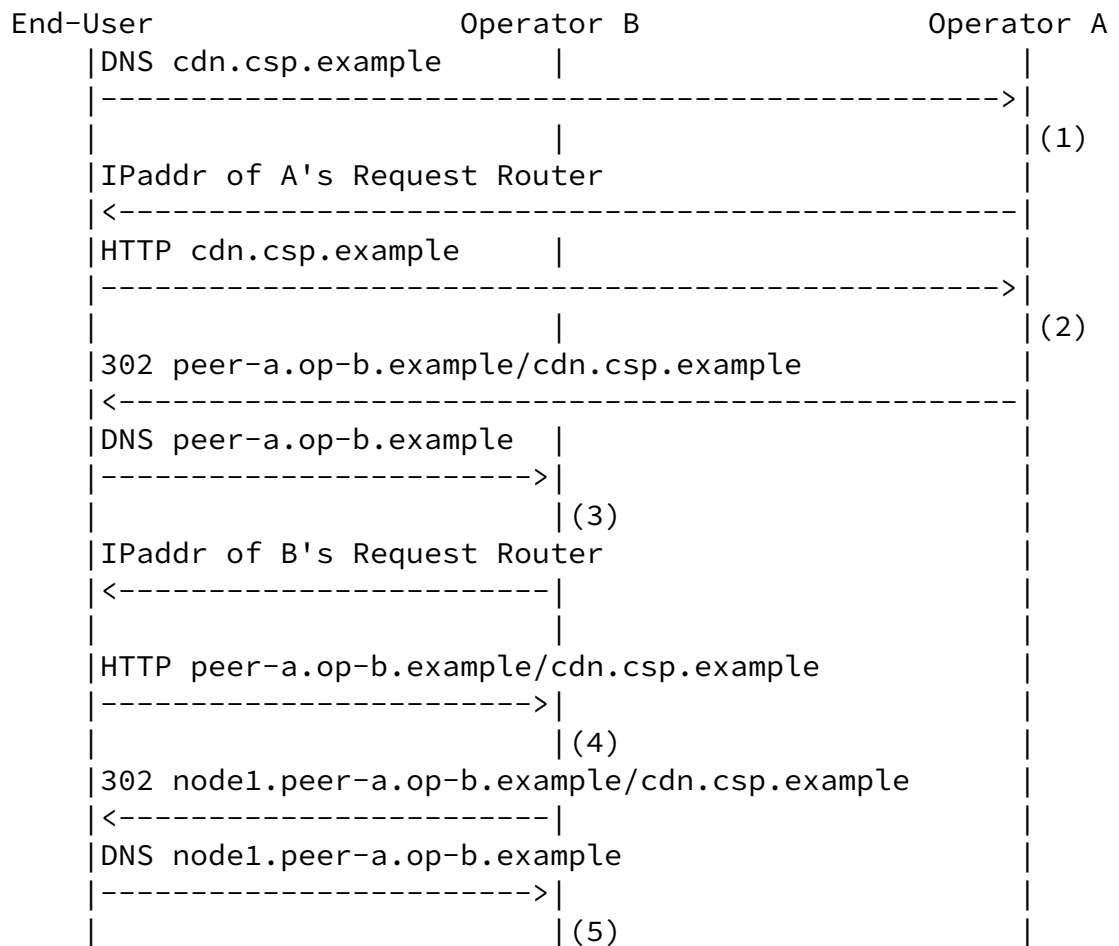 End-User Operator B Operator A
|DNS cdn.csp.example | |
|-------------------------------------------------->|
| | |(1)
|IPaddr of A's Request Router |
|<--------------------------------------------------|
|HTTP cdn.csp.example | |
|-------------------------------------------------->|
| | |(2)
|302 peer-a.op-b.example/cdn.csp.example |
|<--------------------------------------------------|
|DNS peer-a.op-b.example | |
|------------------------>| |
| |(3) |
|IPaddr of B's Request Router |
|<------------------------| |
| | |
|HTTP peer-a.op-b.example/cdn.csp.example |
|------------------------>| |
| |(4) |
|302 node1.peer-a.op-b.example/cdn.csp.example |
|<------------------------| |
|DNS node1.peer-a.op-b.example |
|------------------------>| |
| |(5) |